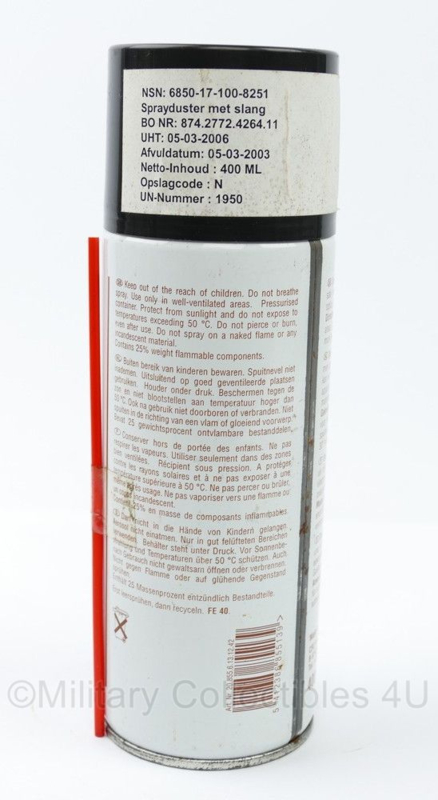 NSN: 6850-17-100-8251
Sprayduster met slang
BO NR: 874.2772.4264.11
UHT: 05-03-2006
Afvuldatum: 05-03-2003
Netto-Inhoud : 400 ML
Opslagcode : N
UN-Nummer : 1950
Keep out of the reach of children. Do not breathe
spray. Use only in well-ventilated areas. Pressurised
container. Protect from sunlight and do not expose to
temperatures exceeding 50 °C. Do not pierce or burn,
even after use. Do not spray on a naked flame or any
incandescent material.
Contains 25% weight flammable components.
Buiten bereik van kinderen bewaren. Spuitnevel niet
inademen. Uitsluitend op goed geventileerde plaatsen
gebruiken. Houder onder druk. Beschermen tegen de
zon en niet blootstellen aan temperatuur hoger dan
50 °C. Ook na gebruik niet doorboren of verbranden. Niet
spuiten in de richting van een vlam of gloeiend voorwerp.
Bevat 25 gewichtsprocent ontvlambare bestanddelen.
Conserver hors de portée des enfants. Ne pas
respirer les vapeurs. Utiliser seulement dans des zones
bien ventilées. Récipient sous pression. A protéger
les rayons solaires et à ne pas exposer à une
température supérieure à 50 °C. Ne pas percer ou brûler,
après usage. Ne pas vaporiser vers une flamme ou
incandescent.
25% en masse de composants inflammables.
nicht in die Hände von Kindern gelangen
nicht einnatmen. Nur in gut gelüfteten Bereichen
verwenden. Behälter steht unter Druck. Vor Sonnenbe-
und Temperaturen über 50 °C schützen. Auch
nach Gebrauch nicht gewaltsam öffnen oder verbrennen.
gegen Flamme oder auf glühende Gegenstand
Enthält 25 Massenprozent entzündlich Bestandteile.
versprühen, dann recyceln. FE 40.
©Military Collectibles 4U